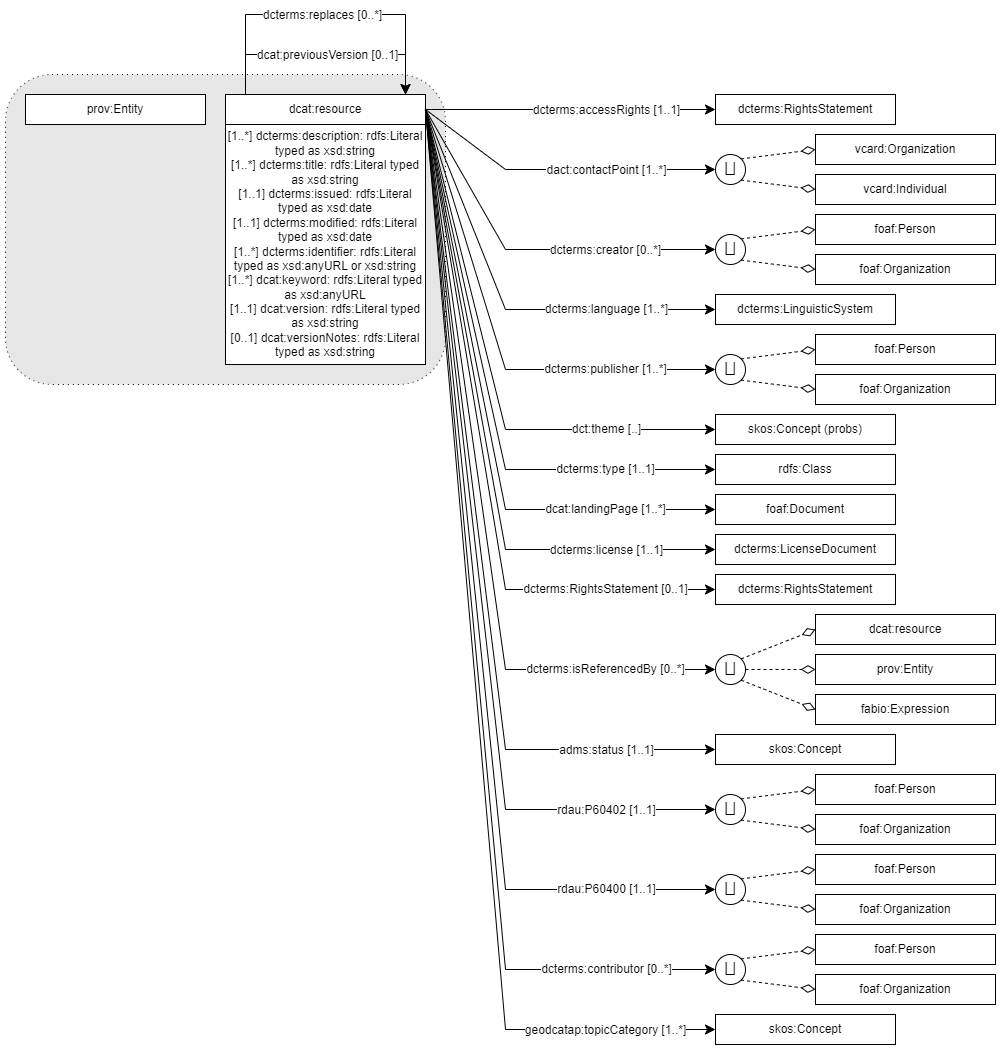 dcterms:replaces [0..*]
dcat:previousVersion [0..1]
prov:Entity
dcat:resource
[1..*] dcterms:description: rdfs:Literal
typed as xsd:string
[1..*] dcterms:title: rdfs:Literal typed
as xsd:string
[1..1] dcterms:issued: rdfs:Literal
typed as xsd:date
[1..1] dcterms:modified: rdfs:Literal
typed as xsd:date
[1..*] dcterms:identifier: rdfs:Literal
typed as xsd:anyURL or xsd:string
[1..*] dcat:keyword: rdfs:Literal typed
as xsd:anyURL
[1..1] dcat:version: rdfs:Literal typed
as xsd:string
[0..1] dcat:versionNotes: rdfs:Literal
typed as xsd:string
dcterms:accessRights [1..1]
dcterms:RightsStatement
dact:contactPoint [1..*]
⨆
vcard:Organization
vcard:Individual
dcterms:creator [0..*]
⨆
foaf:Person
foaf:Organization
dcterms:language [1..*]
dcterms:LinguisticSystem
dcterms:publisher [1..*]
⨆
foaf:Person
foaf:Organization
dct:theme [..]
skos:Concept (probs)
dcterms:type [1..1]
rdfs:Class
dcat:landingPage [1..*]
foaf:Document
dcterms:license [1..1]
dcterms:LicenseDocument
dcterms:RightsStatement [0..1]
dcterms:RightsStatement
dcterms:isReferencedBy [0..*]
⨆
dcat:resource
prov:Entity
fabio:Expression
adms:status [1..1]
skos:Concept
rdau:P60402 [1..1]
⨆
foaf:Person
foaf:Organization
rdau:P60400 [1..1]
⨆
foaf:Person
foaf:Organization
dcterms:contributor [0..*]
⨆
foaf:Person
foaf:Organization
geodcatap:topicCategory [1..*]
skos:Concept